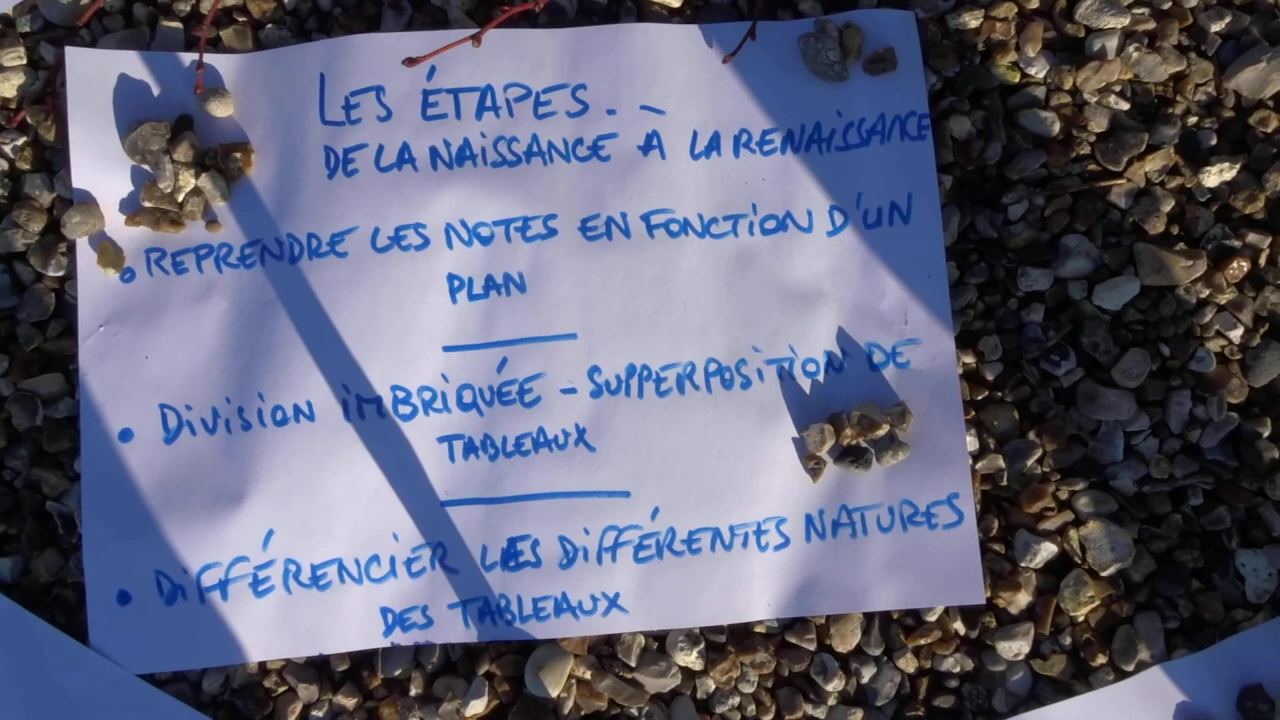 LES ÉTAPES. -
DE LA NAISSANCE A LA RENAISSANCE
• REPRENDRE LES NOTES EN FONCTION D'UN
PLAN
• DIVISION IMBRIQUÉE - SUPPERPOSITION DE
TABLEAUX
• DIFFÉRENCIER LES DIFFÉRENTES NATURES
DES TABLEAUX